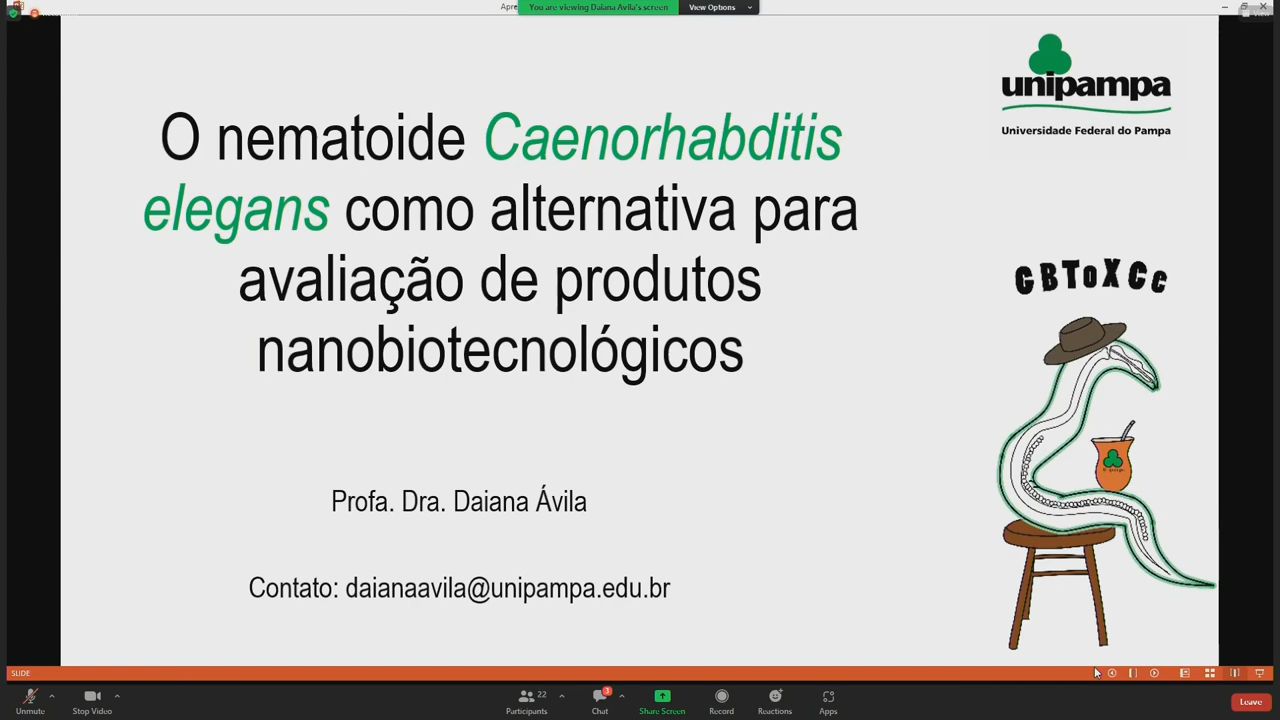 Apre
You are viewing Daiana Avila's screen
View Options
View
unipampa
Universidade Federal do Pampa
O nematoide Caenorhabditis
elegans como alternativa para
avaliação de produtos
nanobiotecnológicos
GBToxCe
Profa. Dra. Daiana Ávila
Contato: daianaavila@unipampa.edu.br
SLIDE
Unmute
Stop Video
Participants
22
Chat
3
Share Screen
Record
Reactions
Apps
Leave